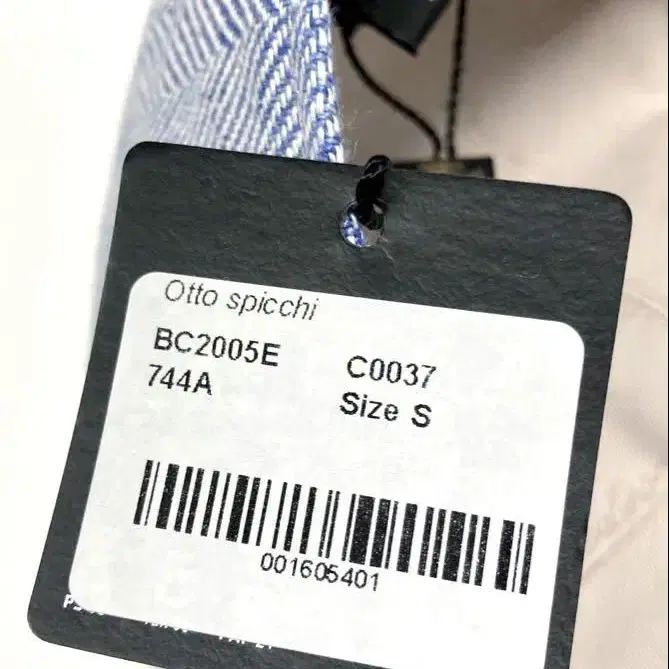 Otto spicchi
BC2005E C0037
744A Size S
001605401